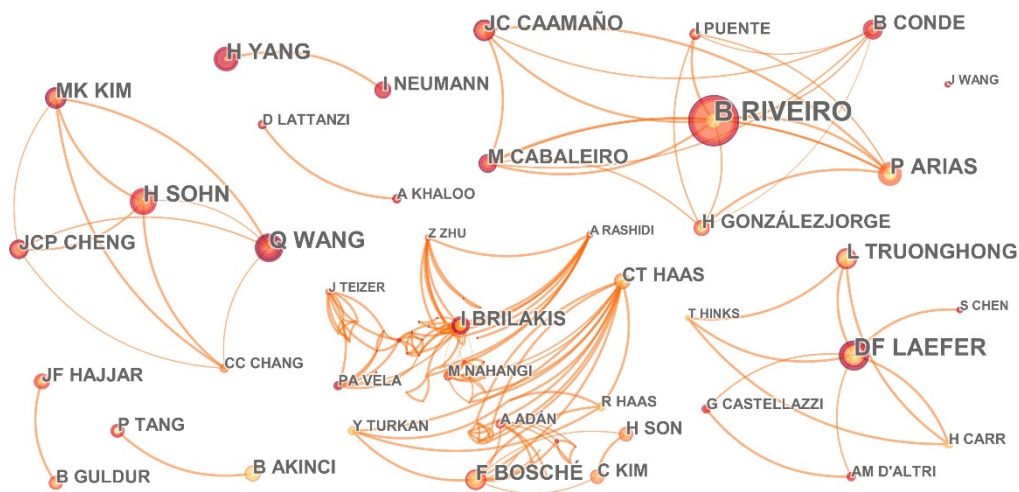 JC CAAMAÑO
I PUENTE
B CONDE
H YANG
I NEUMANN
J WANG
MK KIM
D LATTANZI
B RIVEIRO
M CABALEIRO
P ARIAS
A KHALOO
H SOHN
H GONZÁLEZJORGE
JCP CHENG
Q WANG
Z ZHU
A RASHIDI
L TRUONGHONG
CT HAAS
J TEIZER
S CHEN
T HINKS
I BRILAKIS
DF LAEFER
CC CHANG
JF HAJJAR
PA VELA
M NAHANGI
R HAAS
G CASTELLAZZI
P TANG
Y TURKAN
A ADÁN
H SON
H CARR
B GULDUR
B AKINCI
F BOSCHÉ
C KIM
AM D'ALTRI